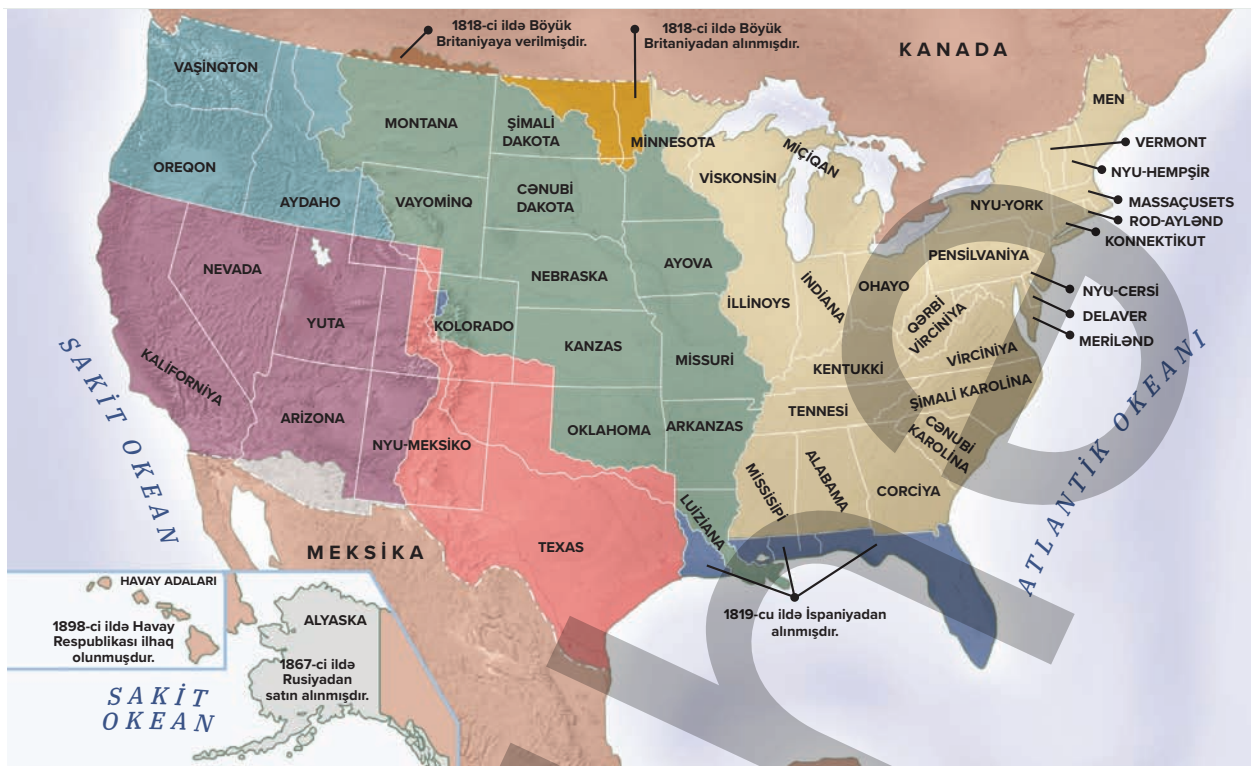 1818-ci ildə Böyük
Britaniyaya verilmişdir.
1818-ci ildə Böyük
Britaniyadan alınmışdır.
KANADA
VAŞİNQTON
MONTANA
ŞİMALİ
DAKOTA
MİNNESOTA
MEN
VERMONT
OREQON
AYDAHO
VAYOMİNQ
CƏNUBİ
DAKOTA
VİSKONSİN
MİÇİQAN
NYU-HEMPŞİR
NYU-YORK
MASSAÇUSETS
ROD-AYLƏND
KONNEKTİKUT
NEVADA
NEBRASKA
AYOVA
PENSİLVANİYA
YUTA
KOLORADO
İLLİNOYS
İNDİANA
OHAYO
QƏRBİ
VİRCİNİYA
NYU-CERSİ
DELAVER
MERİLƏND
KALİFORNİYA
KANZAS
MİSSURİ
KENTUKKİ
VİRCİNİYA
ARİZONA
NYU-MEKSİKO
OKLAHOMA
ARKANZAS
TENNESİ
ŞİMALİ KAROLİNA
CƏNUBİ
KAROLİNA
SAKİT OKEAN
ATLANTİK OKEANI
MEKSİKA
TEXAS
LUİZİANA
MİSSİSİPİ
ALABAMA
CORCİYA
1819-cu ildə İspaniyadan
alınmışdır.
HAVAY ADALARI
1898-ci ildə Havay
Respublikası ilhaq
olunmuşdur.
ALYASKA
1867-ci ildə
Rusiyadan
satın alınmışdır.
SAKİT
OKEAN